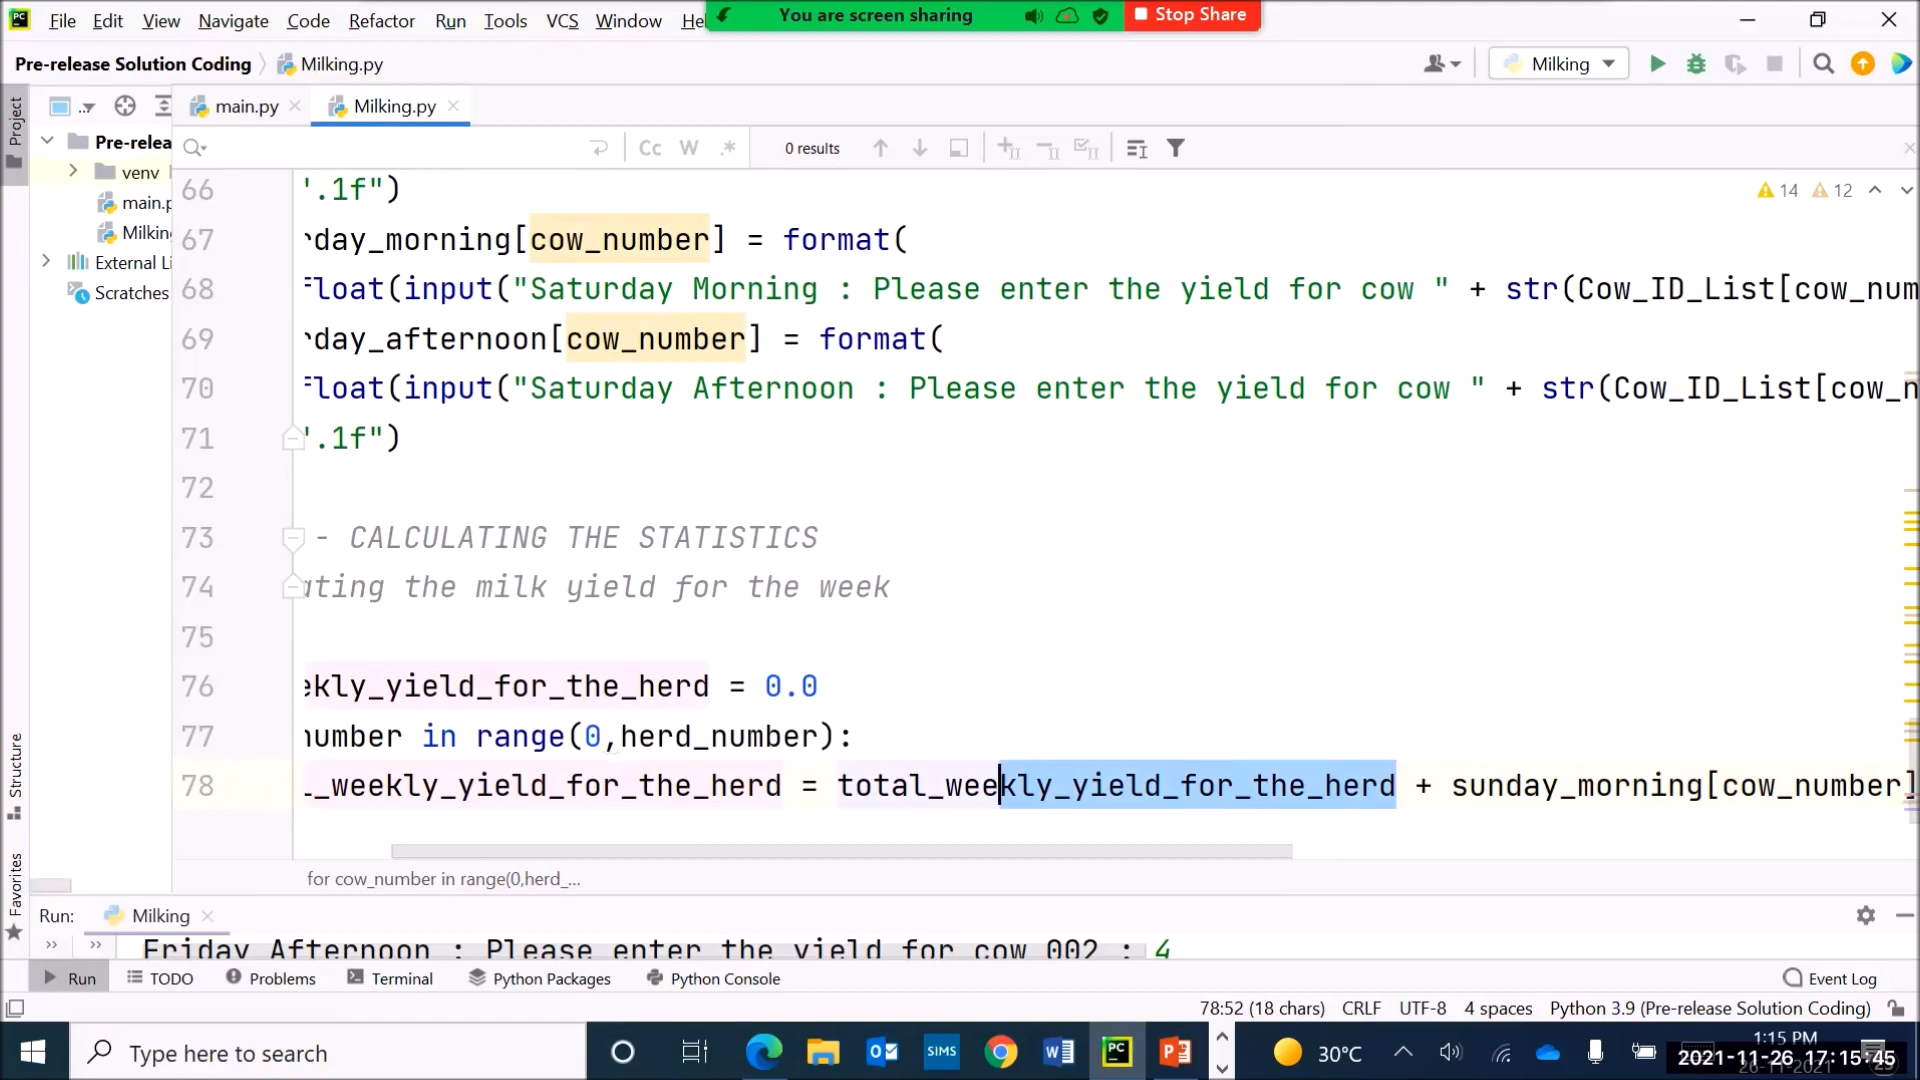 File Edit View Navigate Code Refactor Run Tools VCS Window
You are screen sharing Stop Share
Pre-release Solution Coding Milking.py Milking
Project
main.py Milking.py
Pre-relea
Cc W .* 0 results
venv
main.p
Milkin
External Li
Scratches
14 12
66 '.1f")
67 rday_morning[cow_number] = format(
68 float(input("Saturday Morning : Please enter the yield for cow " + str(Cow_ID_List[cow_num
69 rday_afternoon[cow_number] = format(
70 float(input("Saturday Afternoon : Please enter the yield for cow " + str(Cow_ID_List[cow_n
71 '.1f")
72
73 - CALCULATING THE STATISTICS
74 ating the milk yield for the week
75
76 ekly_yield_for_the_herd = 0.0
77 number in range(0,herd_number):
78 l_weekly_yield_for_the_herd = total_weekly_yield_for_the_herd + sunday_morning[cow_number]
for cow_number in range(0,herd_...
Structure
Favorites
Run: Milking
Friday Afternoon : Please enter the yield for cow 002 : 4
Run TODO Problems Terminal Python Packages Python Console Event Log
78:52 (18 chars) CRLF UTF-8 4 spaces Python 3.9 (Pre-release Solution Coding)
Type here to search
SIMS
30°C
1:15 PM
2021-11-26 17:15:45